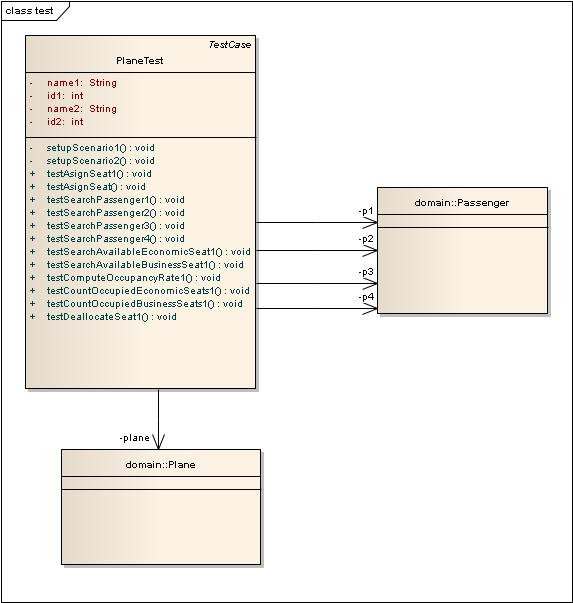 class test
TestCase
PlaneTest
- name1: String
- id1: int
- name2: String
- id2: int
- setupScenario1() : void
- setupScenario2() : void
+ testAsignSeat1() : void
+ testAsignSeat() : void
+ testSearchPassenger1() : void
+ testSearchPassenger2() : void
+ testSearchPassenger3() : void
+ testSearchPassenger4() : void
+ testSearchAvailableEconomicSeat1() : void
+ testSearchAvailableBusinessSeat1() : void
+ testComputeOccupancyRate1() : void
+ testCountOccupiedEconomicSeats1() : void
+ testCountOccupiedBusinessSeats1() : void
+ testDeallocateSeat1() : void
-p1
-p2
-p3
-p4
domain::Passenger
-plane
domain::Plane